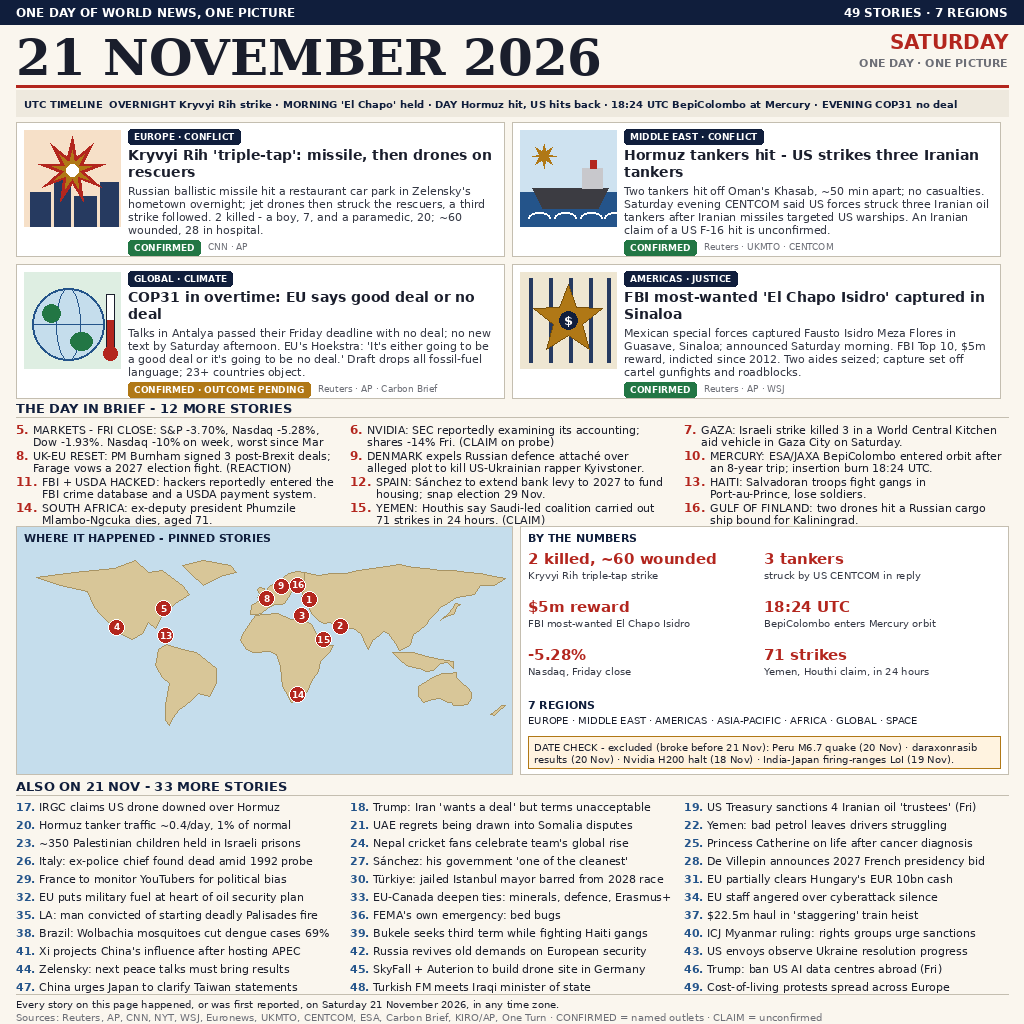 ONE DAY OF WORLD NEWS, ONE PICTURE
49 STORIES · 7 REGIONS
21 NOVEMBER 2026
SATURDAY
ONE DAY · ONE PICTURE
UTC TIMELINE OVERNIGHT Kryvyi Rih strike · MORNING 'El Chapo' held · DAY Hormuz hit, US hits back · 18:24 UTC BepiColombo at Mercury · EVENING COP31 no deal
EUROPE · CONFLICT
Kryvyi Rih 'triple-tap': missile, then drones on
rescuers
Russian ballistic missile hit a restaurant car park in Zelensky's
hometown overnight; jet drones then struck the rescuers, a third
strike followed. 2 killed - a boy, 7, and a paramedic, 20; ~60
wounded, 28 in hospital.
CONFIRMED
CNN · AP
MIDDLE EAST · CONFLICT
Hormuz tankers hit - US strikes three Iranian
tankers
Two tankers hit off Oman's Khasab, ~50 min apart; no casualties.
Saturday evening CENTCOM said US forces struck three Iranian oil
tankers after Iranian missiles targeted US warships. An Iranian
claim of a US F-16 hit is unconfirmed.
CONFIRMED
Reuters · UKMTO · CENTCOM
GLOBAL · CLIMATE
COP31 in overtime: EU says good deal or no
deal
Talks in Antalya passed their Friday deadline with no deal; no new
text by Saturday afternoon. EU's Hoekstra: 'It's either going to be
a good deal or it's going to be no deal.' Draft drops all fossil-fuel
language; 23+ countries object.
CONFIRMED · OUTCOME PENDING
Reuters · AP · Carbon Brief
$
AMERICAS · JUSTICE
FBI most-wanted 'El Chapo Isidro' captured in
Sinaloa
Mexican special forces captured Fausto Isidro Meza Flores in
Guasave, Sinaloa; announced Saturday morning. FBI Top 10, $5m
reward, indicted since 2012. Two aides seized; capture set off
cartel gunfights and roadblocks.
CONFIRMED
Reuters · AP · WSJ
THE DAY IN BRIEF - 12 MORE STORIES
5. MARKETS - FRI CLOSE: S&P -3.70%, Nasdaq -5.28%,
Dow -1.93%. Nasdaq -10% on week, worst since Mar
6. NVIDIA: SEC reportedly examining its accounting;
shares -14% Fri. (CLAIM on probe)
7. GAZA: Israeli strike killed 3 in a World Central Kitchen
aid vehicle in Gaza City on Saturday.
8. UK-EU RESET: PM Burnham signed 3 post-Brexit deals;
Farage vows a 2027 election fight. (REACTION)
9. DENMARK expels Russian defence attaché over
alleged plot to kill US-Ukrainian rapper Kyivstoner.
10. MERCURY: ESA/JAXA BepiColombo entered orbit after
an 8-year trip; insertion burn 18:24 UTC.
11. FBI + USDA HACKED: hackers reportedly entered the
FBI crime database and a USDA payment system.
12. SPAIN: Sánchez to extend bank levy to 2027 to fund
housing; snap election 29 Nov.
13. HAITI: Salvadoran troops fight gangs in
Port-au-Prince, lose soldiers.
14. SOUTH AFRICA: ex-deputy president Phumzile
Mlambo-Ngcuka dies, aged 71.
15. YEMEN: Houthis say Saudi-led coalition carried out
71 strikes in 24 hours. (CLAIM)
16. GULF OF FINLAND: two drones hit a Russian cargo
ship bound for Kaliningrad.
WHERE IT HAPPENED - PINNED STORIES
9
16
8
1
5
3
4
2
13
15
14
BY THE NUMBERS
2 killed, ~60 wounded
Kryvyi Rih triple-tap strike
3 tankers
struck by US CENTCOM in reply
$5m reward
FBI most-wanted El Chapo Isidro
18:24 UTC
BepiColombo enters Mercury orbit
-5.28%
Nasdaq, Friday close
71 strikes
Yemen, Houthi claim, in 24 hours
7 REGIONS
EUROPE · MIDDLE EAST · AMERICAS · ASIA-PACIFIC · AFRICA · GLOBAL · SPACE
DATE CHECK - excluded (broke before 21 Nov): Peru M6.7 quake (20 Nov) · daraxonrasib
results (20 Nov) · Nvidia H200 halt (18 Nov) · India-Japan firing-ranges LoI (19 Nov).
ALSO ON 21 NOV - 33 MORE STORIES
17. IRGC claims US drone downed over Hormuz
18. Trump: Iran 'wants a deal' but terms unacceptable
19. US Treasury sanctions 4 Iranian oil 'trustees' (Fri)
20. Hormuz tanker traffic ~0.4/day, 1% of normal
21. UAE regrets being drawn into Somalia disputes
22. Yemen: bad petrol leaves drivers struggling
23. ~350 Palestinian children held in Israeli prisons
24. Nepal cricket fans celebrate team's global rise
25. Princess Catherine on life after cancer diagnosis
26. Italy: ex-police chief found dead amid 1992 probe
27. Sánchez: his government 'one of the cleanest'
28. De Villepin announces 2027 French presidency bid
29. France to monitor YouTubers for political bias
30. Türkiye: jailed Istanbul mayor barred from 2028 race
31. EU partially clears Hungary's EUR 10bn cash
32. EU puts military fuel at heart of oil security plan
33. EU-Canada deepen ties: minerals, defence, Erasmus+
34. EU staff angered over cyberattack silence
35. LA: man convicted of starting deadly Palisades fire
36. FEMA's own emergency: bed bugs
37. $22.5m haul in 'staggering' train heist
38. Brazil: Wolbachia mosquitoes cut dengue cases 69%
39. Bukele seeks third term while fighting Haiti gangs
40. ICJ Myanmar ruling: rights groups urge sanctions
41. Xi projects China's influence after hosting APEC
42. Russia revives old demands on European security
43. US envoys observe Ukraine resolution progress
44. Zelensky: next peace talks must bring results
45. SkyFall + Auterion to build drone site in Germany
46. Trump: ban US AI data centres abroad (Fri)
47. China urges Japan to clarify Taiwan statements
48. Turkish FM meets Iraqi minister of state
49. Cost-of-living protests spread across Europe
Every story on this page happened, or was first reported, on Saturday 21 November 2026, in any time zone.
Sources: Reuters, AP, CNN, NYT, WSJ, Euronews, UKMTO, CENTCOM, ESA, Carbon Brief, KIRO/AP, One Turn · CONFIRMED = named outlets · CLAIM = unconfirmed